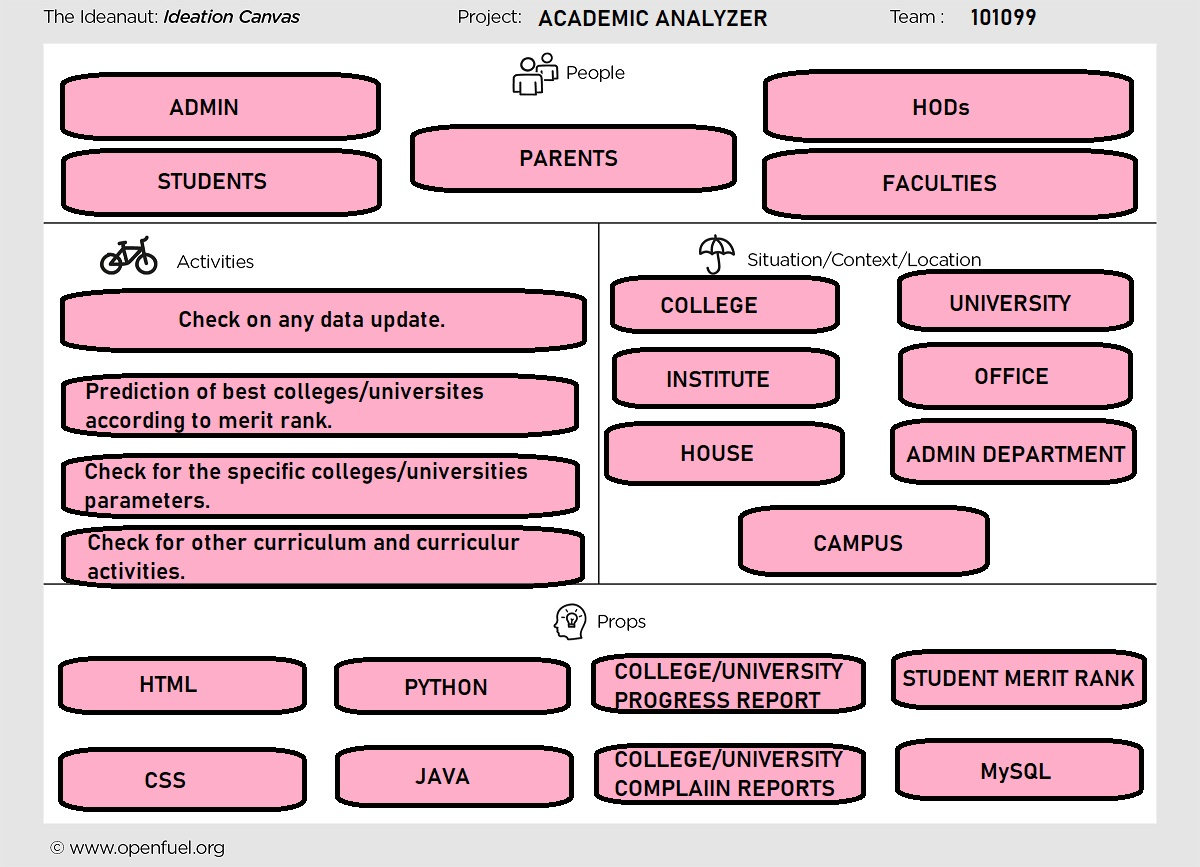 The Ideanaut: Ideation Canvas
Project: ACADEMIC ANALYZER
Team : 101099
People
ADMIN
HODs
PARENTS
STUDENTS
FACULTIES
Activities
Check on any data update.
Prediction of best colleges/universites
according to merit rank.
Check for the specific colleges/universities
parameters.
Check for other curriculum and curriculur
activities.
Situation/Context/Location
COLLEGE
UNIVERSITY
INSTITUTE
OFFICE
HOUSE
ADMIN DEPARTMENT
CAMPUS
Props
HTML
PYTHON
COLLEGE/UNIVERSITY
PROGRESS REPORT
STUDENT MERIT RANK
CSS
JAVA
COLLEGE/UNIVERSITY
COMPLAIIN REPORTS
MySQL
© www.openfuel.org